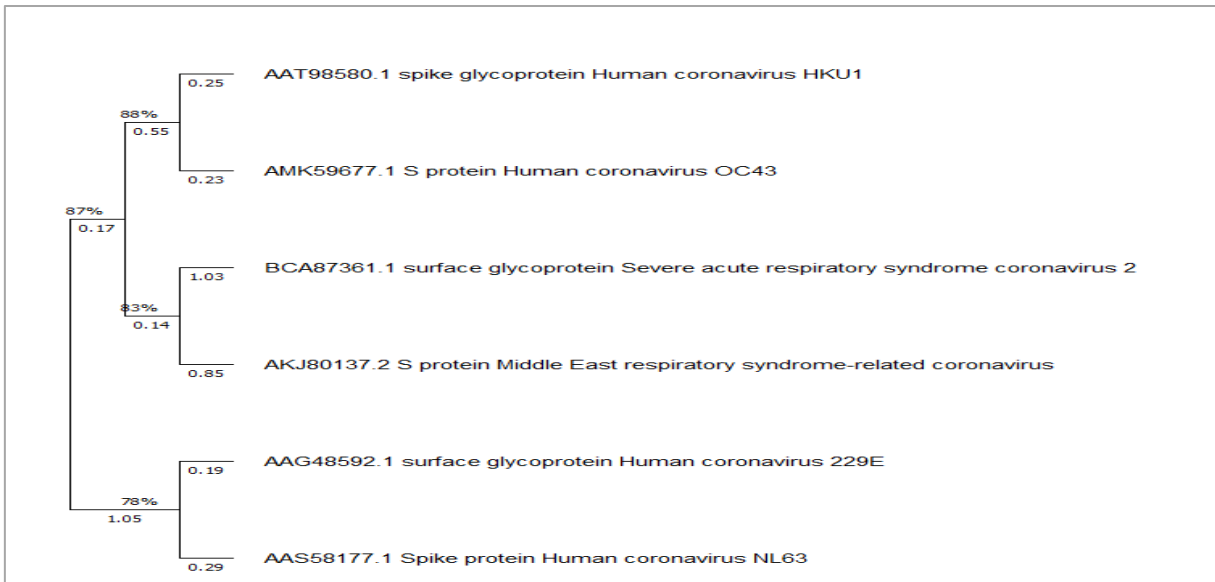 AAT98580.1 spike glycoprotein Human coronavirus HKU1
0.25
88%
0.55
AMK59677.1 S protein Human coronavirus OC43
0.23
87%
0.17
BCA87361.1 surface glycoprotein Severe acute respiratory syndrome coronavirus 2
1.03
83%
0.14
AKJ80137.2 S protein Middle East respiratory syndrome-related coronavirus
0.85
AAG48592.1 surface glycoprotein Human coronavirus 229E
0.19
78%
1.05
AAS58177.1 Spike protein Human coronavirus NL63
0.29